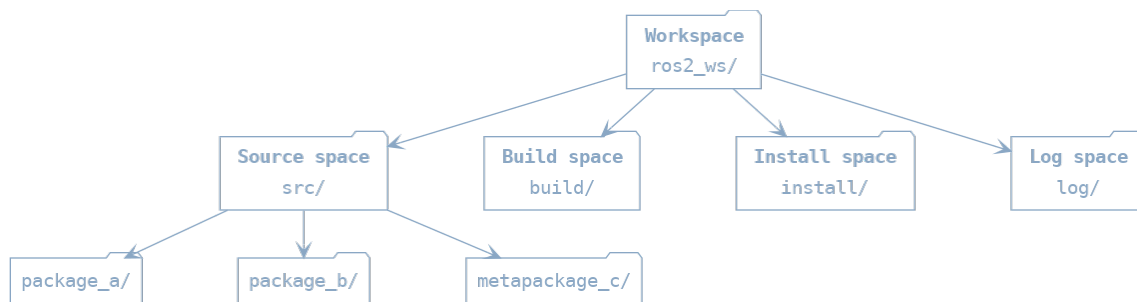 Workspace
ros2_ws/
Source space
src/
Build space
build/
Install space
install/
Log space
log/
package_a/
package_b/
metapackage_c/